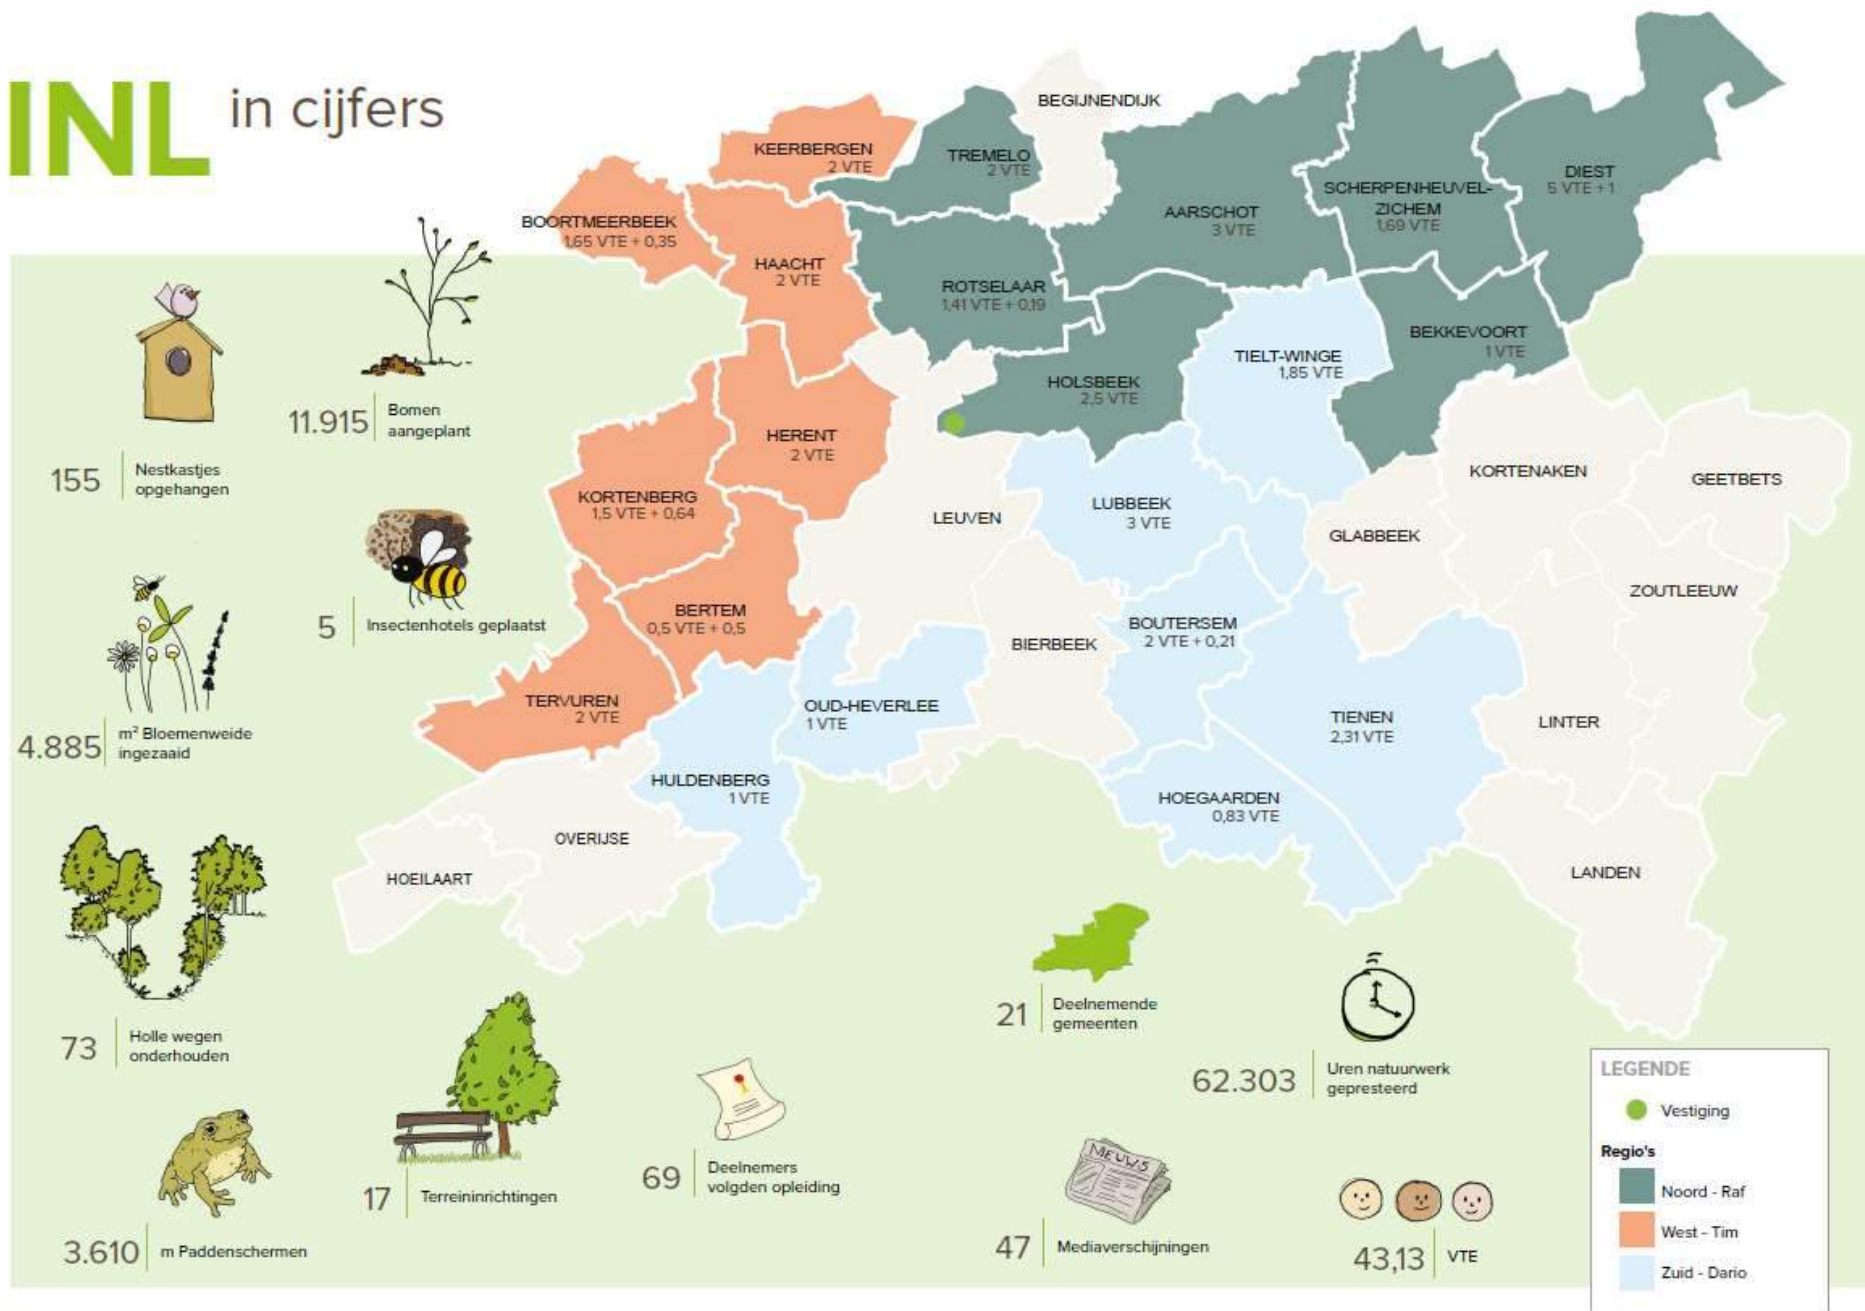 INL in cijfers
BEGIJNENDIJK
KEERBERGEN
2 VTE
TREMELO
2 VTE
DIEST
5 VTE + 1
SCHERPENHEUVEL-
ZICHEM
1,69 VTE
AARSCHOT
3 VTE
BOORTMEERBEEK
1,65 VTE + 0,35
HAACHT
2 VTE
ROTSELAAR
1,41 VTE + 0,19
BEKKEVOORT
1 VTE
TIELT-WINGE
1,85 VTE
HOLSBEEK
2,5 VTE
HERENT
2 VTE
KORTENBERG
1,5 VTE + 0,64
LEUVEN
LUBBEEK
3 VTE
KORTENAKEN
GEETBETS
GLABBEEK
ZOUTLEEUW
BERTEM
0,5 VTE + 0,5
BIERBEEK
BOUTERSEM
2 VTE + 0,21
TERVUREN
2 VTE
OUD-HEVERLEE
1 VTE
TIENEN
2,31 VTE
LINTER
HULDENBERG
1 VTE
HOEGAARDEN
0,83 VTE
OVERIJSE
HOEILAART
LANDEN
11.915
Bomen
aangeplant
155
Nestkastjes
opgehangen
5
Insectenhotels geplaatst
4.885
m² Bloemenweide
ingezaaid
73
Holle wegen
onderhouden
17
Terreininrichtingen
3.610
m Paddenschermen
69
Deelnemers
volgden opleiding
21
Deelnemende
gemeenten
62.303
Uren natuurwerk
gepresteerd
NIEUWS
47
Mediaverschijningen
43,13
VTE
LEGENDE
Vestiging
Regio's
Noord - Raf
West - Tim
Zuid - Dario